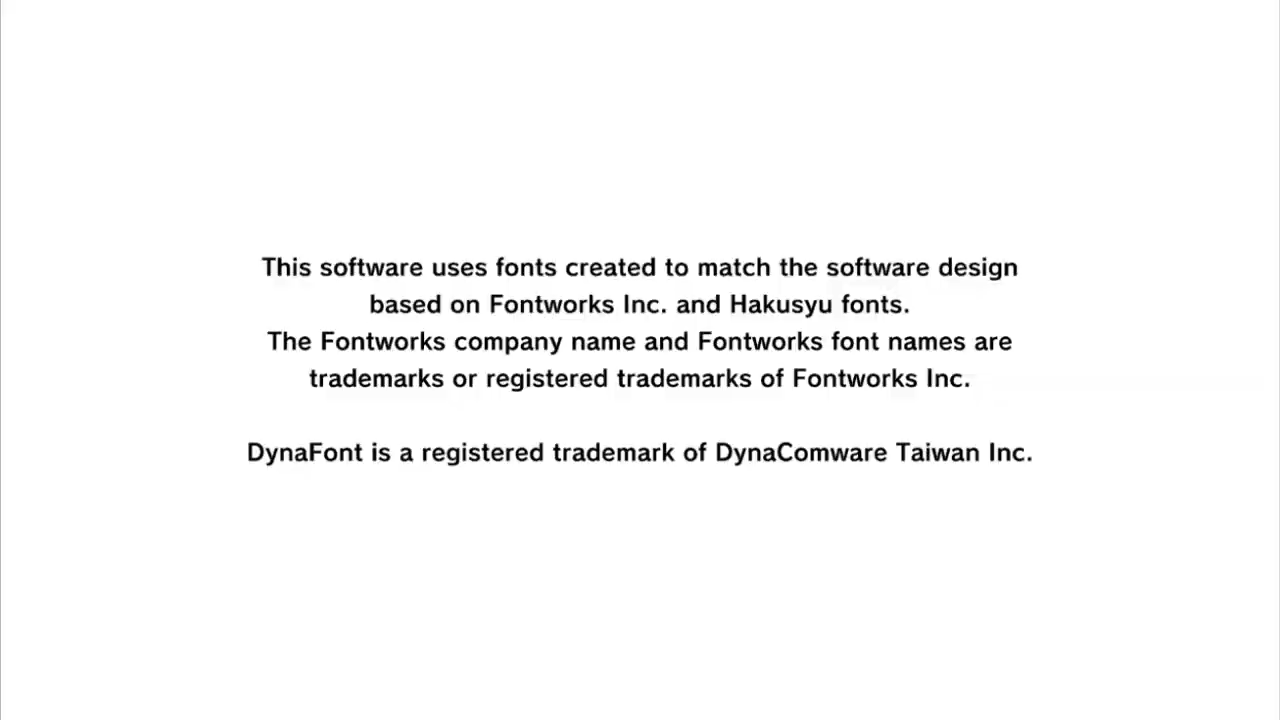 This software uses fonts created to match the software design
based on Fontworks Inc. and Hakusyu fonts.
The Fontworks company name and Fontworks font names are
trademarks or registered trademarks of Fontworks Inc.
DynaFont is a registered trademark of DynaComware Taiwan Inc.